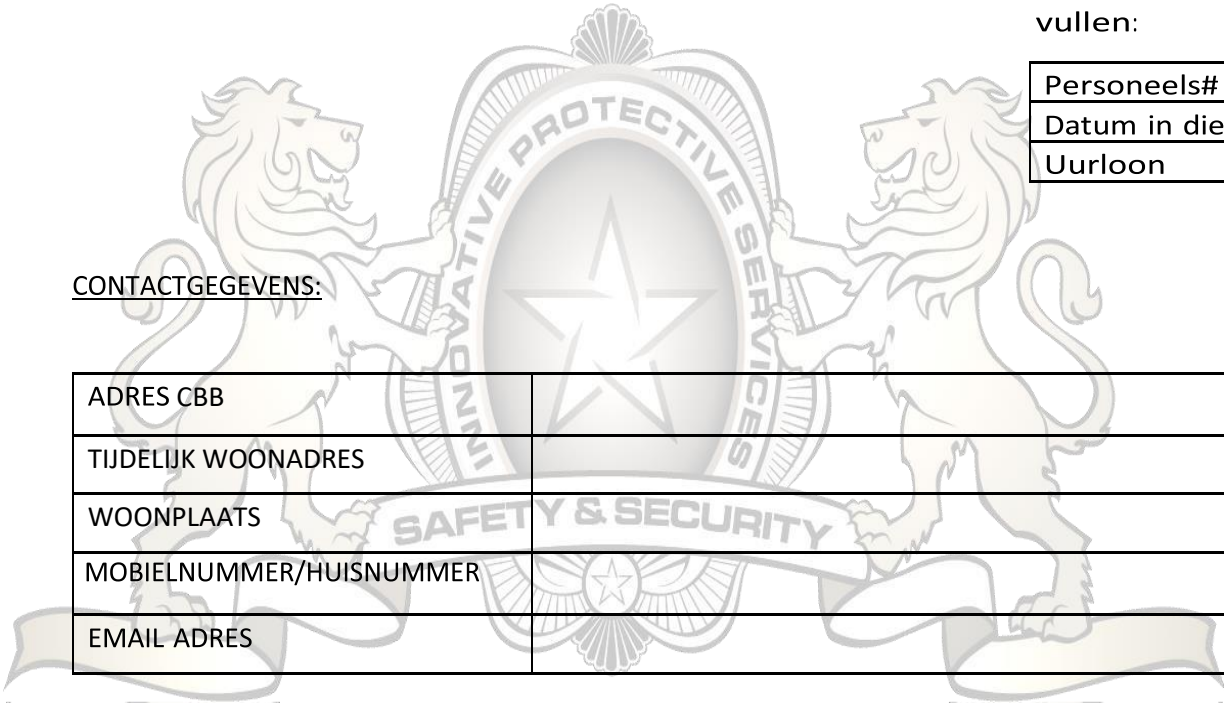 vullen:
Personeels#
Datum in die
Uurloon
INNOVATIVE PROTECTIVE SERVICES
CONTACTGEGEVENS:
ADRES CBB
TIJDELIJK WOONADRES
WOONPLAATS
SAFETY & SECURITY
MOBIELNUMMER/HUISNUMMER
EMAIL ADRES